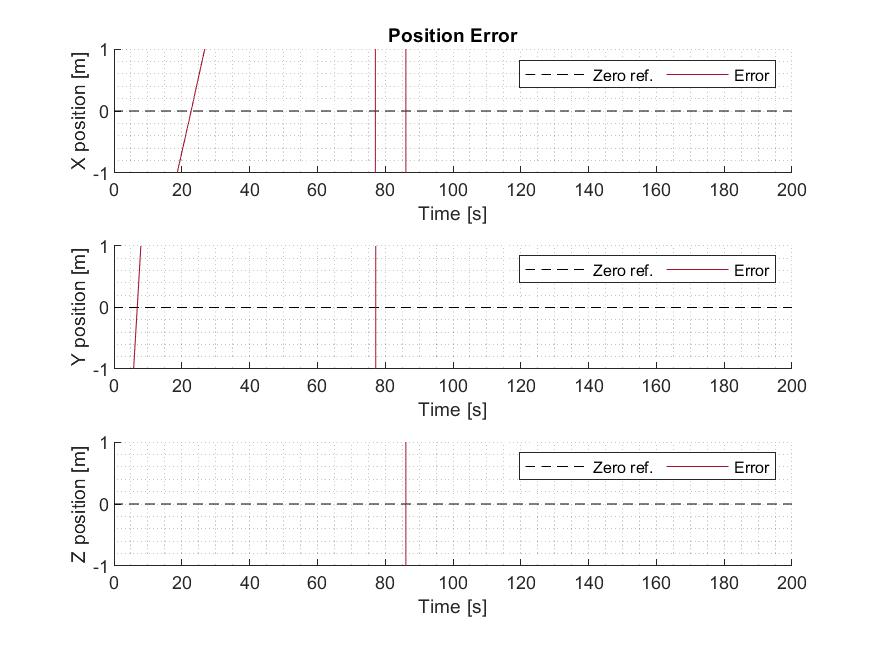 Position Error
X position [m]
1
0
-1
Zero ref. Error
0 20 40 60 80 100 120 140 160 180 200
Time [s]
Y position [m]
1
0
-1
Zero ref. Error
0 20 40 60 80 100 120 140 160 180 200
Time [s]
Z position [m]
1
0
-1
Zero ref. Error
0 20 40 60 80 100 120 140 160 180 200
Time [s]